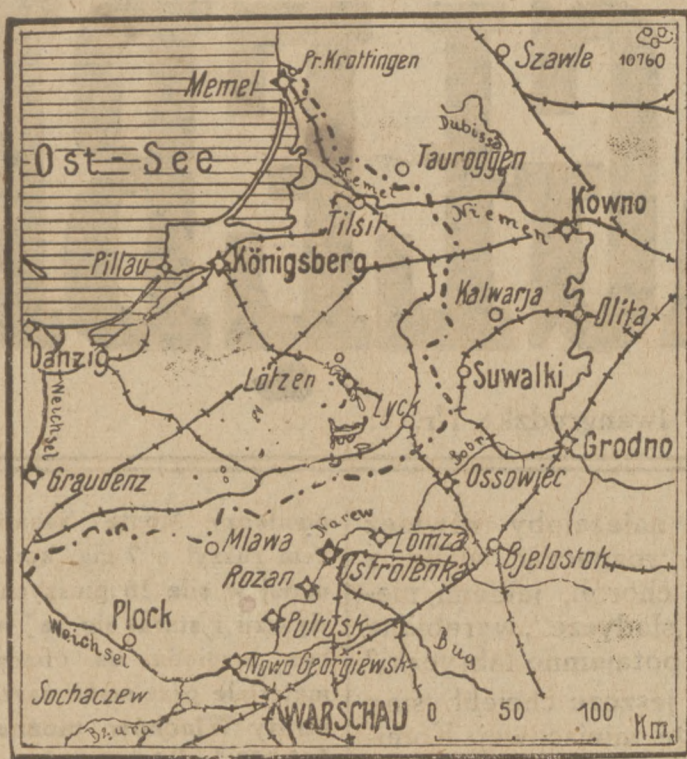 Pr. Krottingen
Szawle
10760
Memel
Dubissa
Ost-See
Tauroggen
Memel
Niemen
Kowno
Tilsit
Pillau
Königsberg
Kalwarja
Olita
Danzig
Lötzen
Suwalki
Weichsel
Lyck
Bobr
Grodno
Graudenz
Ossowiec
Narew
Mlawa
Lomza
Rozan
Ostrolenka
Bjelostok
Plock
Pultusk
Weichsel
Bug
Nowo Georgiewsk
Sochaczew
WARSCHAU
0 50 100 Km.
Bzura